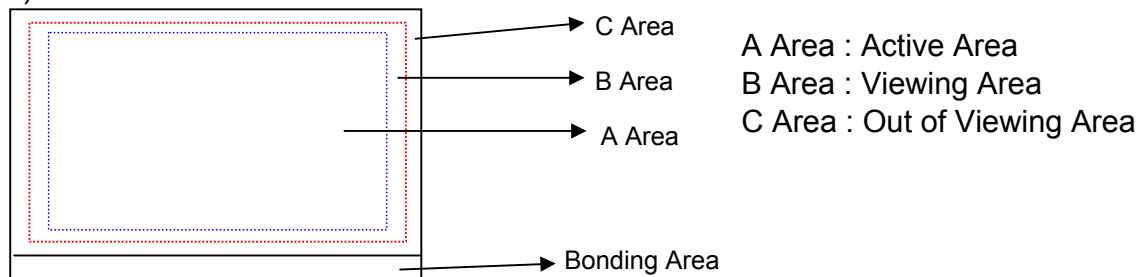 C Area
B Area
A Area
Bonding Area
A Area : Active Area
B Area : Viewing Area
C Area : Out of Viewing Area